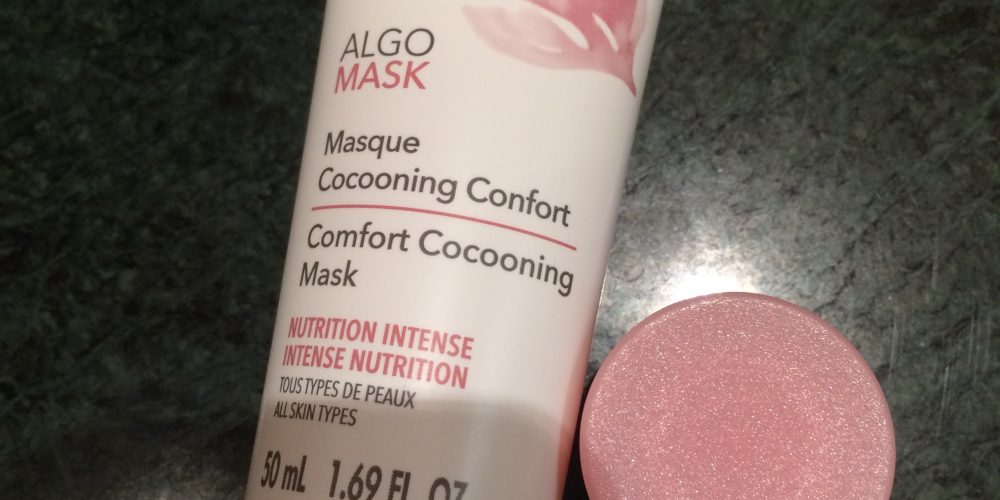 ALGO
MASK
Masque
Cocooning Confort
Comfort Cocooning
Mask
NUTRITION INTENSE
INTENSE NUTRITION
TOUS TYPES DE PEAUX
ALL SKIN TYPES
50 mL 1.69 FL OZ